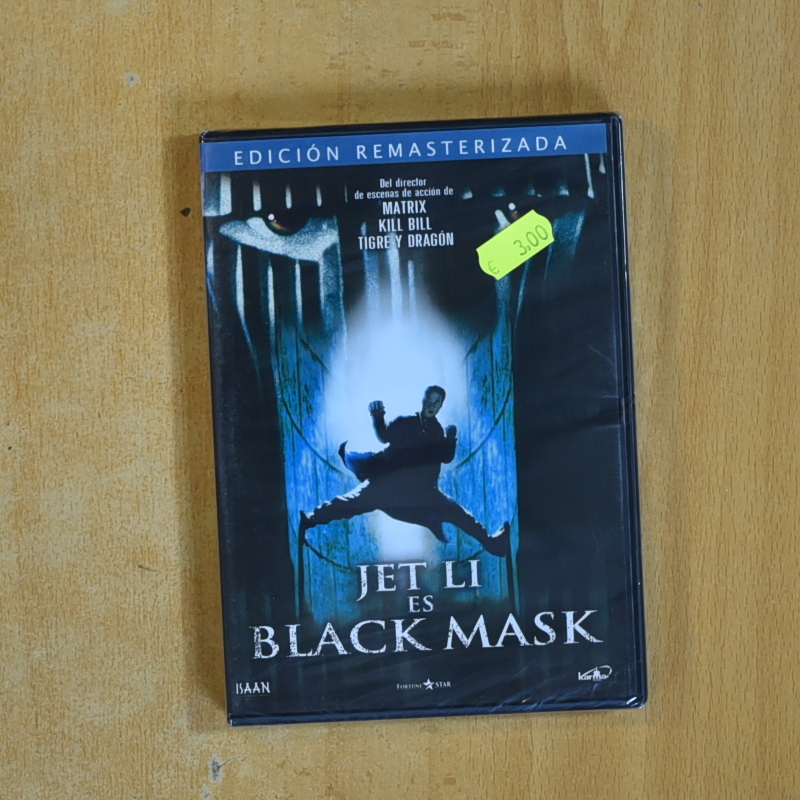 EDICIÓN REMASTERIZADA
Del director
de escenas de acción de
MATRIX
KILL BILL
TIGRE Y DRAGÓN
€ 3,00
JET LI
ES
BLACK MASK
ISAAN
FORTUNE STAR
karma